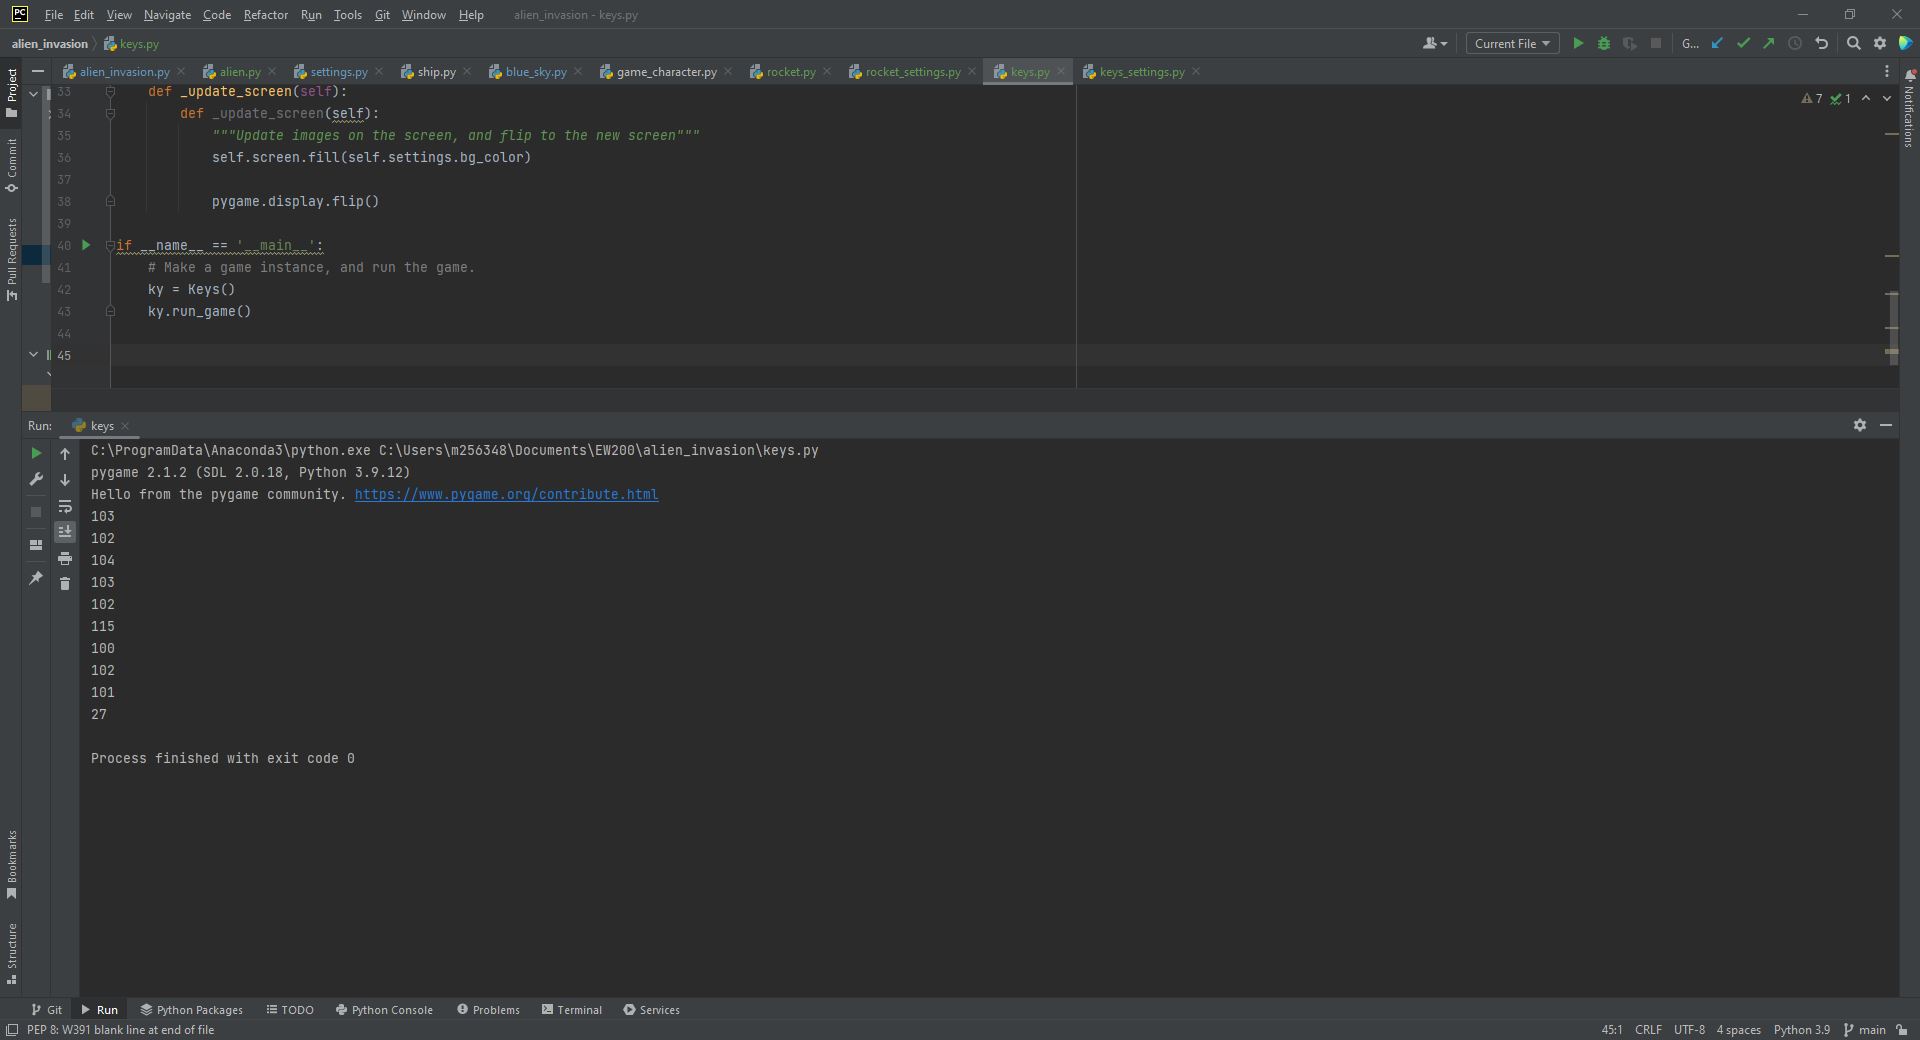 PC File Edit View Navigate Code Refactor Run Tools Git Window Help alien_invasion - keys.py
alien_invasion keys.py Current File G...
alien_invasion.py alien.py settings.py ship.py blue_sky.py game_character.py rocket.py rocket_settings.py keys.py keys_settings.py
Project
Commit
Pull Requests
Notifications
7 1
33 def _update_screen(self):
34 def _update_screen(self):
35 """Update images on the screen, and flip to the new screen"""
36 self.screen.fill(self.settings.bg_color)
37
38 pygame.display.flip()
39
40 if __name__ == '__main__':
41 # Make a game instance, and run the game.
42 ky = Keys()
43 ky.run_game()
44
45
Run: keys
C:\ProgramData\Anaconda3\python.exe C:\Users\m256348\Documents\EW200\alien_invasion\keys.py
pygame 2.1.2 (SDL 2.0.18, Python 3.9.12)
Hello from the pygame community. https://www.pygame.org/contribute.html
103
102
104
103
102
115
100
102
101
27
Process finished with exit code 0
Bookmarks
Structure
Git Run Python Packages TODO Python Console Problems Terminal Services
PEP 8: W391 blank line at end of file 45:1 CRLF UTF-8 4 spaces Python 3.9 main